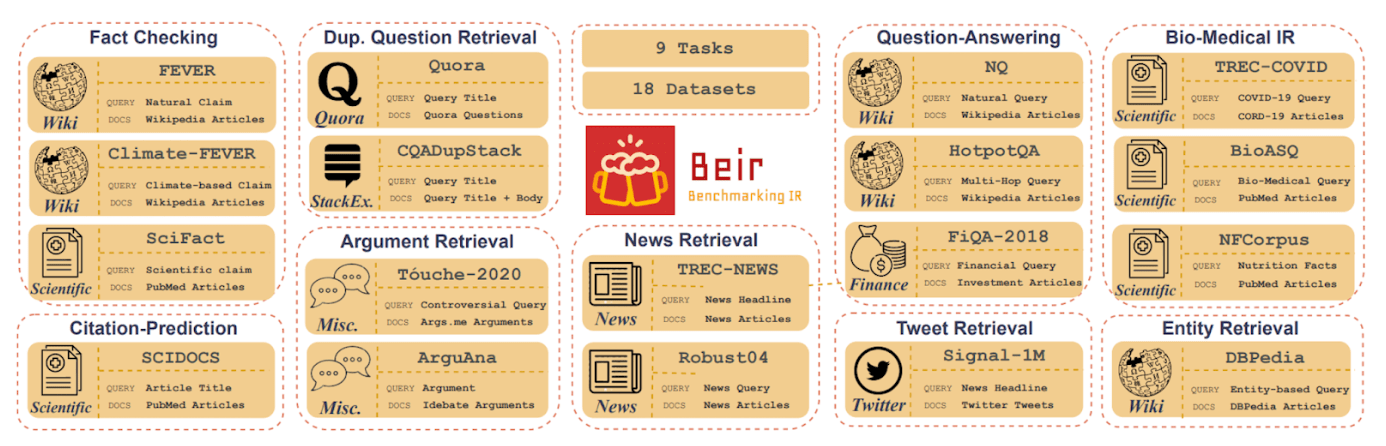 Fact Checking
FEVER
QUERY Natural Claim
DOCS Wikipedia Articles
Wiki
Climate-FEVER
QUERY Climate-based Claim
DOCS Wikipedia Articles
Wiki
SciFact
QUERY Scientific claim
DOCS PubMed Articles
Scientific
Citation-Prediction
SCIDOCS
QUERY Article Title
DOCS PubMed Articles
Scientific
Dup. Question Retrieval
Quora
QUERY Query Title
DOCS Quora Questions
Q
Quora
CQADupStack
QUERY Query Title
DOCS Query Title + Body
StackEx.
Argument Retrieval
Tóuche-2020
QUERY Controversial Query
DOCS Args.me Arguments
Misc.
ArguAna
QUERY Argument
DOCS Idebate Arguments
Misc.
9 Tasks
18 Datasets
Beir
Benchmarking IR
News Retrieval
TREC-NEWS
QUERY News Headline
DOCS News Articles
News
Robust04
QUERY News Query
DOCS News Articles
News
Question-Answering
NQ
QUERY Natural Query
DOCS Wikipedia Articles
Wiki
HotpotQA
QUERY Multi-Hop Query
DOCS Wikipedia Articles
Wiki
FiQA-2018
QUERY Financial Query
DOCS Investment Articles
$
Finance
Tweet Retrieval
Signal-1M
QUERY News Headline
DOCS Twitter Tweets
Twitter
Bio-Medical IR
TREC-COVID
QUERY COVID-19 Query
DOCS CORD-19 Articles
Scientific
BioASQ
QUERY Bio-Medical Query
DOCS PubMed Articles
Scientific
NFCorpus
QUERY Nutrition Facts
DOCS PubMed Articles
Scientific
Entity Retrieval
DBPedia
QUERY Entity-based Query
DOCS DBPedia Articles
Wiki